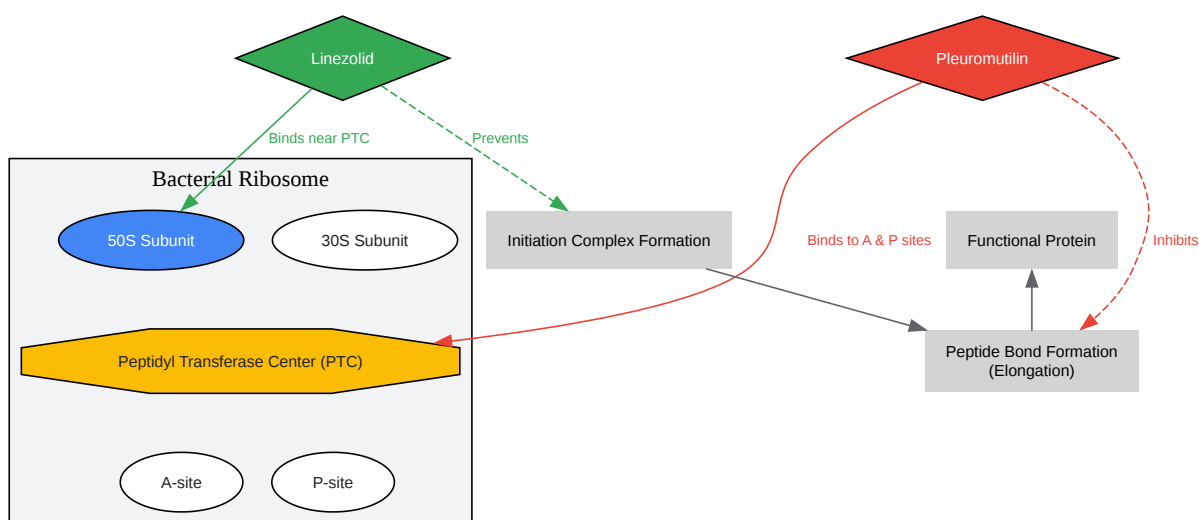 Linezolid
Pleuromutilin
Binds near PTC
Prevents
Bacterial Ribosome
50S Subunit
30S Subunit
Initiation Complex Formation
Binds to A & P sites
Functional Protein
Inhibits
Peptidyl Transferase Center (PTC)
Peptide Bond Formation
(Elongation)
A-site
P-site